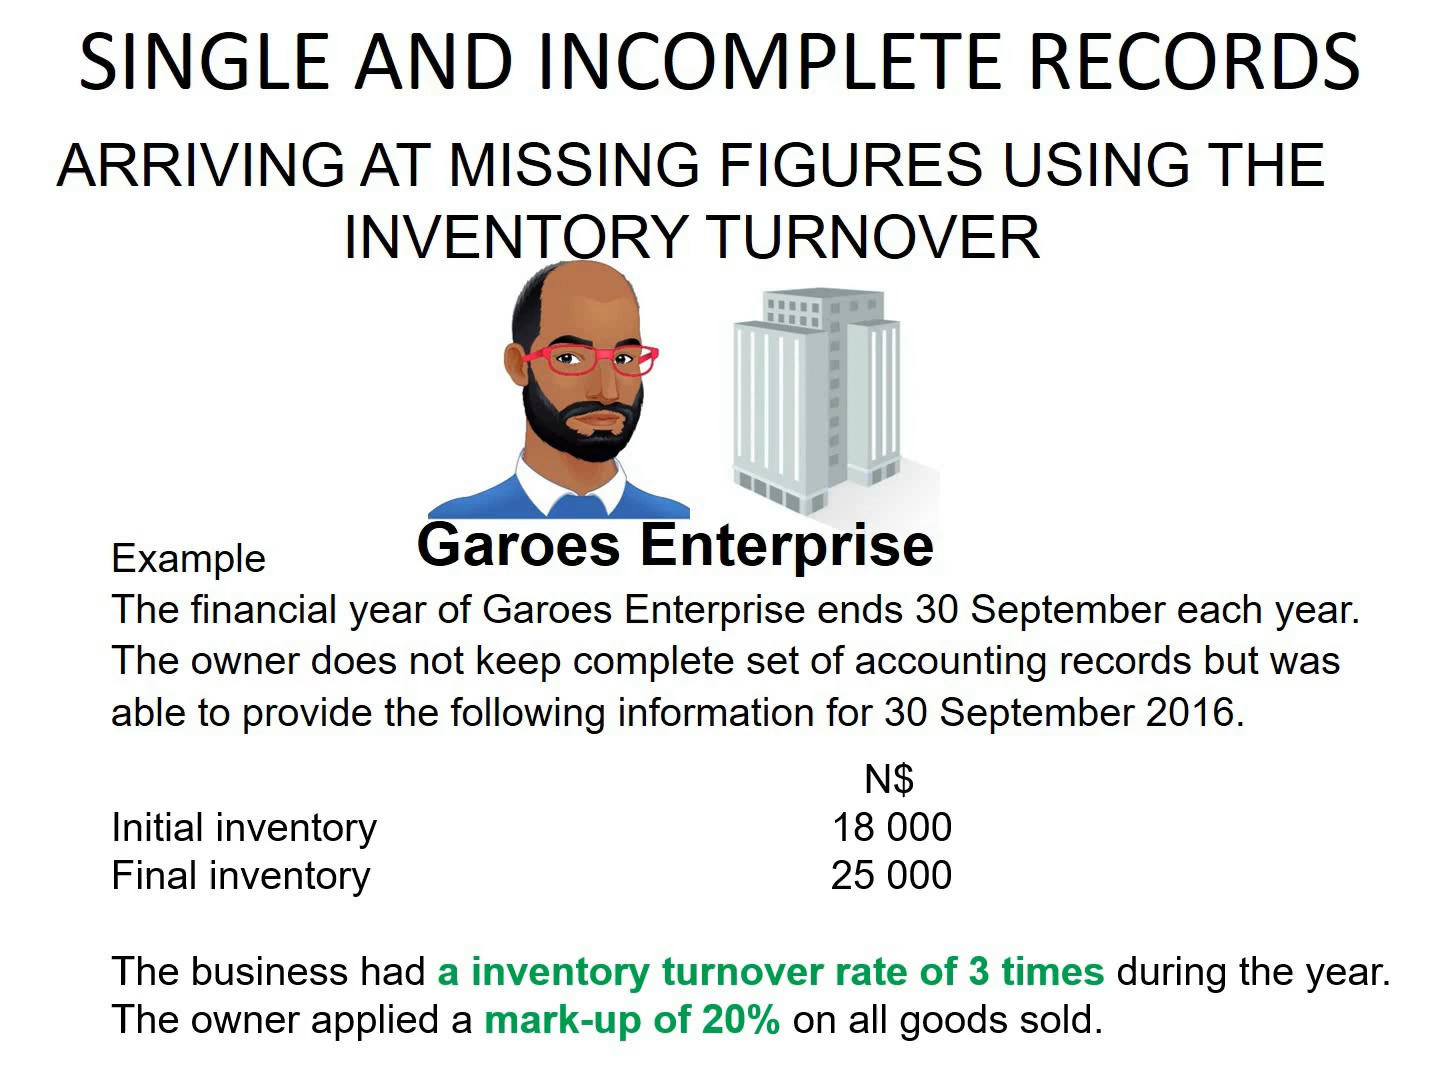 SINGLE AND INCOMPLETE RECORDS
ARRIVING AT MISSING FIGURES USING THE
INVENTORY TURNOVER
Garoes Enterprise
Example
The financial year of Garoes Enterprise ends 30 September each year.
The owner does not keep complete set of accounting records but was
able to provide the following information for 30 September 2016.
N$
Initial inventory 18 000
Final inventory 25 000
The business had a inventory turnover rate of 3 times during the year.
The owner applied a mark-up of 20% on all goods sold.